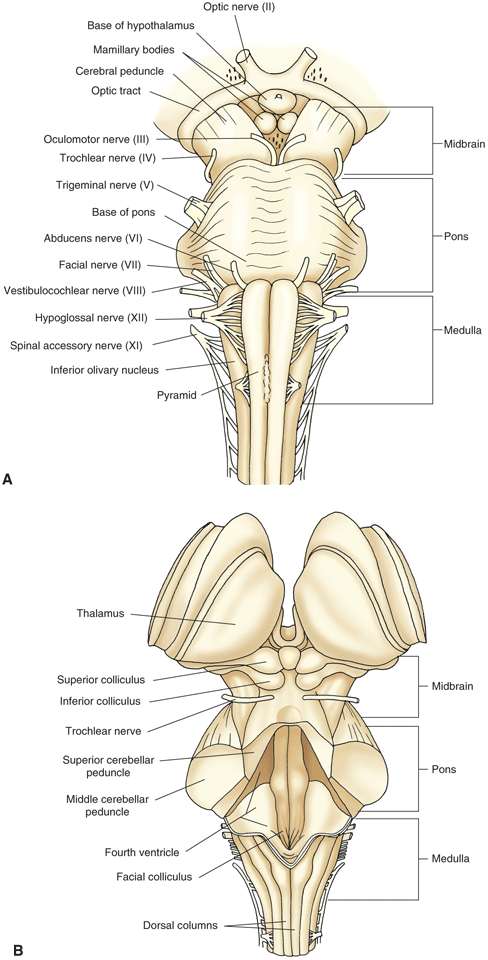 Optic nerve (II)
Base of hypothalamus
Mamillary bodies
Cerebral peduncle
Optic tract
Oculomotor nerve (III)
Trochlear nerve (IV)
Midbrain
Trigeminal nerve (V)
Base of pons
Pons
Abducens nerve (VI)
Facial nerve (VII)
Vestibulocochlear nerve (VIII)
Hypoglossal nerve (XII)
Medulla
Spinal accessory nerve (XI)
Inferior olivary nucleus
Pyramid
A
Thalamus
Superior colliculus
Midbrain
Inferior colliculus
Trochlear nerve
Superior cerebellar
peduncle
Pons
Middle cerebellar
peduncle
Fourth ventricle
Medulla
Facial colliculus
Dorsal columns
B